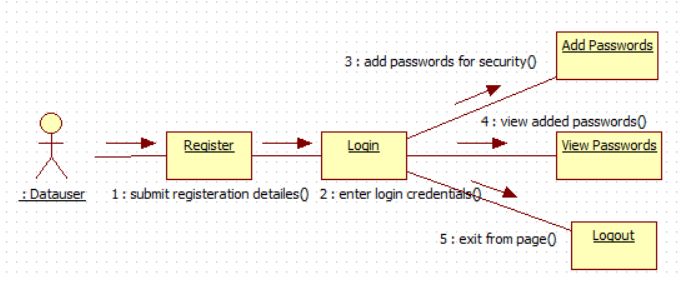 Add Passwords
3 : add passwords for security()
4 : view added passwords()
Register
Login
View Passwords
: Datauser
1 : submit registeration detailes()
2 : enter login credentials()
Logout
5 : exit from page()